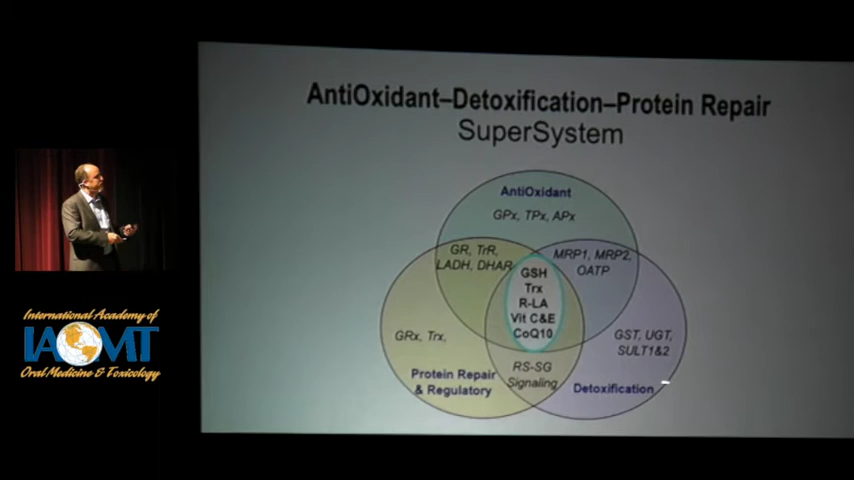 AntiOxidant–Detoxification–Protein Repair
SuperSystem
AntiOxidant
GPx, TPx, APx
GR, TrR,
LADH, DHAR
MRP1, MRP2,
OATP
GSH
Trx
R-LA
Vit C&E
CoQ10
GRx, Trx,
GST, UGT,
SULT1&2
Protein Repair
& Regulatory
RS-SG
Signaling
Detoxification
International Academy of
IAOMT
Oral Medicine & Toxicology